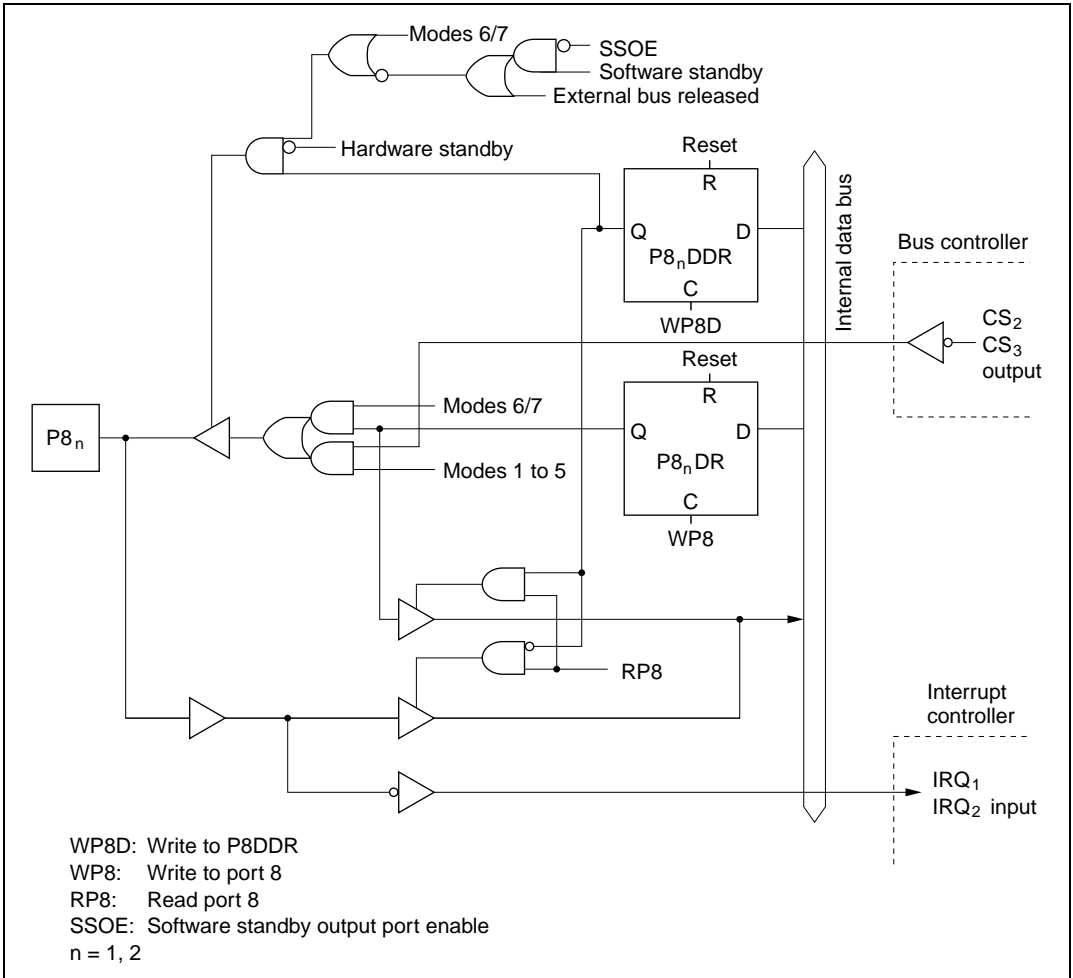 Modes 6/7
SSOE
Software standby
External bus released
Hardware standby
Reset
R
Q D
P8nDDR
C
WP8D
Internal data bus
Bus controller
CS2
CS3
output
Reset
R
Q D
P8nDR
C
WP8
Modes 6/7
Modes 1 to 5
P8n
RP8
Interrupt
controller
IRQ1
IRQ2 input
WP8D: Write to P8DDR
WP8: Write to port 8
RP8: Read port 8
SSOE: Software standby output port enable
n = 1, 2